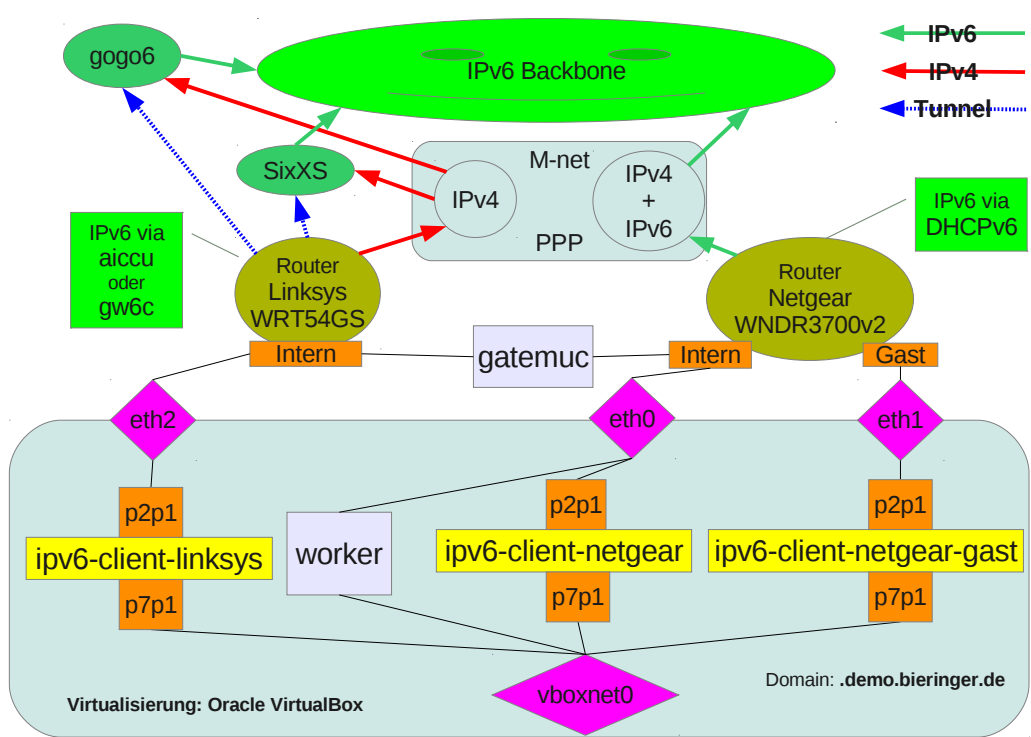 gogo6
IPv6 Backbone
IPv6
IPv4
Tunnel
SixXS
M-net
IPv4
IPv4
+
IPv6
PPP
IPv6 via
aiccu
oder
gw6c
IPv6 via
DHCPv6
Router
Linksys
WRT54GS
Router
Netgear
WNDR3700v2
Intern
gatemuc
Intern
Gast
eth2
eth0
eth1
p2p1
p2p1
p2p1
ipv6-client-linksys
worker
ipv6-client-netgear
ipv6-client-netgear-gast
p7p1
p7p1
p7p1
vboxnet0
Domain: .demo.bieringer.de
Virtualisierung: Oracle VirtualBox